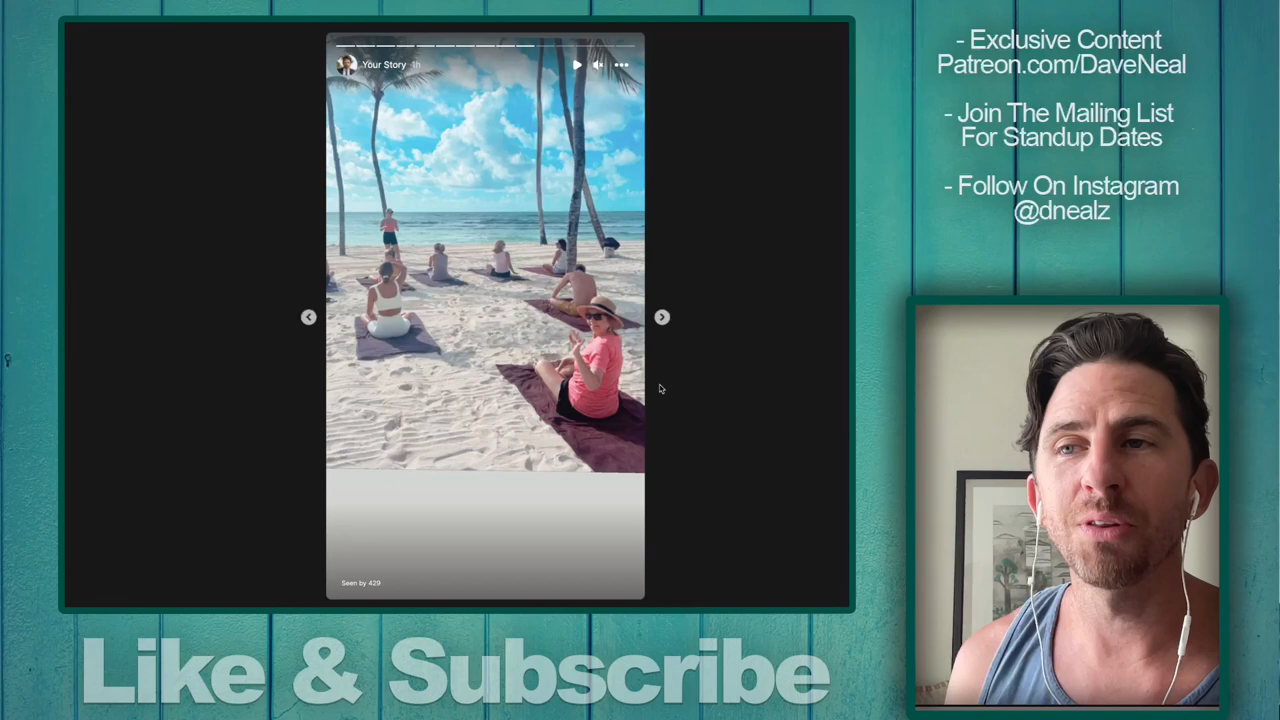 Your Story 1h
Seen by 429
- Exclusive Content
Patreon.com/DaveNeal
- Join The Mailing List
For Standup Dates
- Follow On Instagram
@dnealz
Like & Subscribe